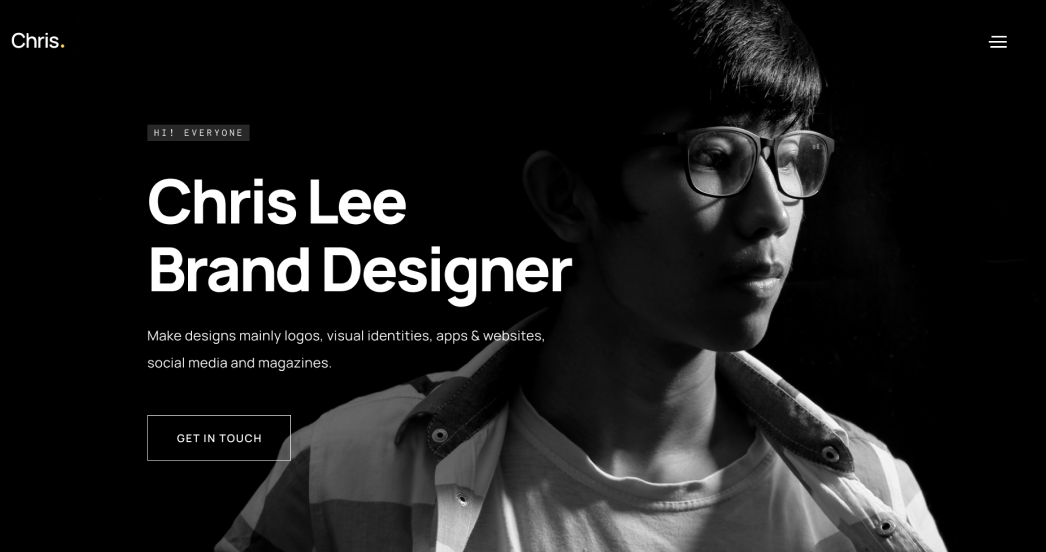 Chris.
HI! EVERYONE
Chris Lee
Brand Designer
Make designs mainly logos, visual identities, apps & websites,
social media and magazines.
GET IN TOUCH